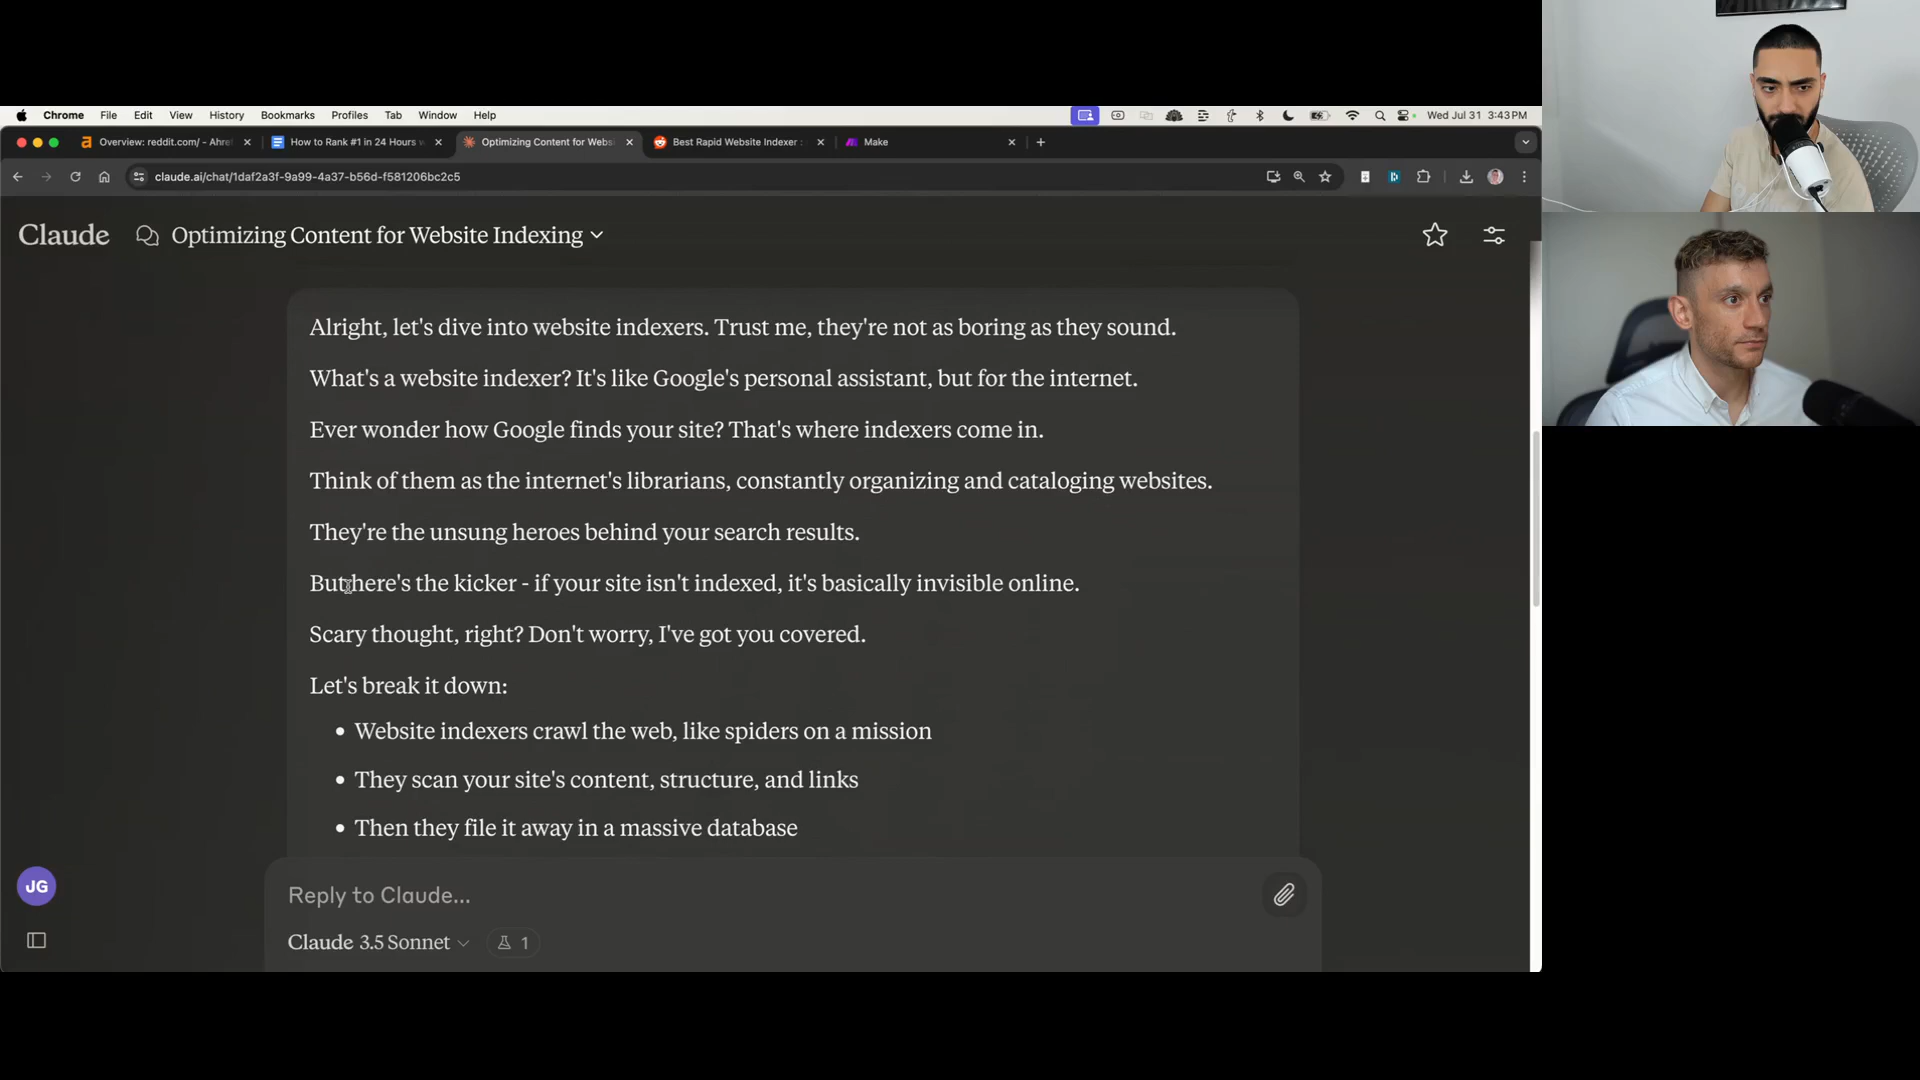 Chrome File Edit View History Bookmarks Profiles Tab Window Help Wed Jul 31 3:43 PM
Overview: reddit.com/ - Ahre How to Rank #1 in 24 Hours Optimizing Content for Websi Best Rapid Website Indexer : Make
claude.ai/chat/1daf2a3f-9a99-4a37-b56d-f581206bc2c5
Claude Optimizing Content for Website Indexing
Alright, let's dive into website indexers. Trust me, they're not as boring as they sound.
What's a website indexer? It's like Google's personal assistant, but for the internet.
Ever wonder how Google finds your site? That's where indexers come in.
Think of them as the internet's librarians, constantly organizing and cataloging websites.
They're the unsung heroes behind your search results.
But here's the kicker - if your site isn't indexed, it's basically invisible online.
Scary thought, right? Don't worry, I've got you covered.
Let's break it down:
• Website indexers crawl the web, like spiders on a mission
• They scan your site's content, structure, and links
• Then they file it away in a massive database
JG
Reply to Claude...
Claude 3.5 Sonnet 1